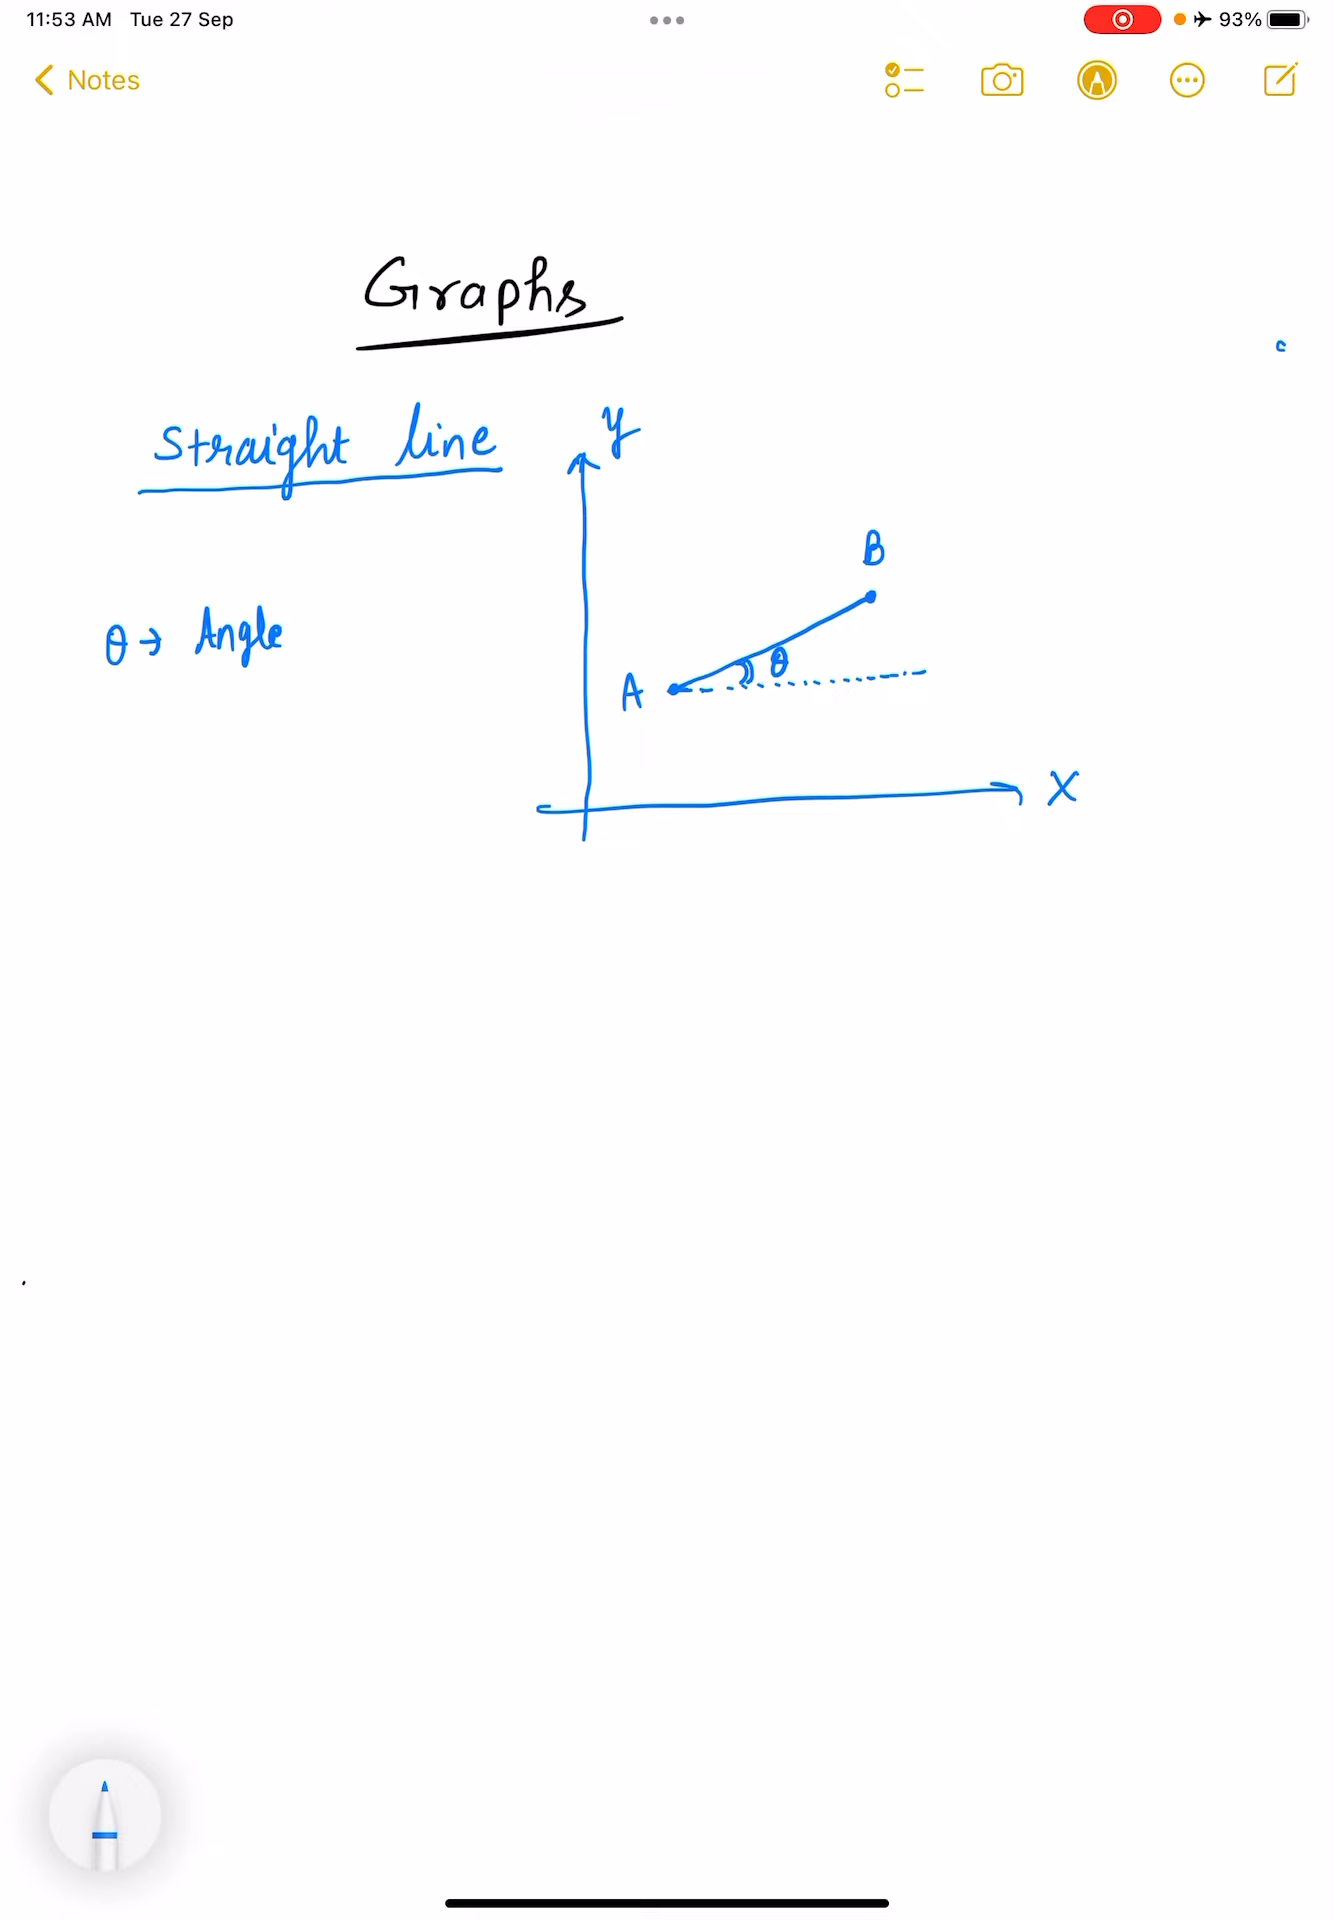 11:53 AM Tue 27 Sep
93%
Notes
Graphs
Straight line
y
B
θ → Angle
θ
A
X